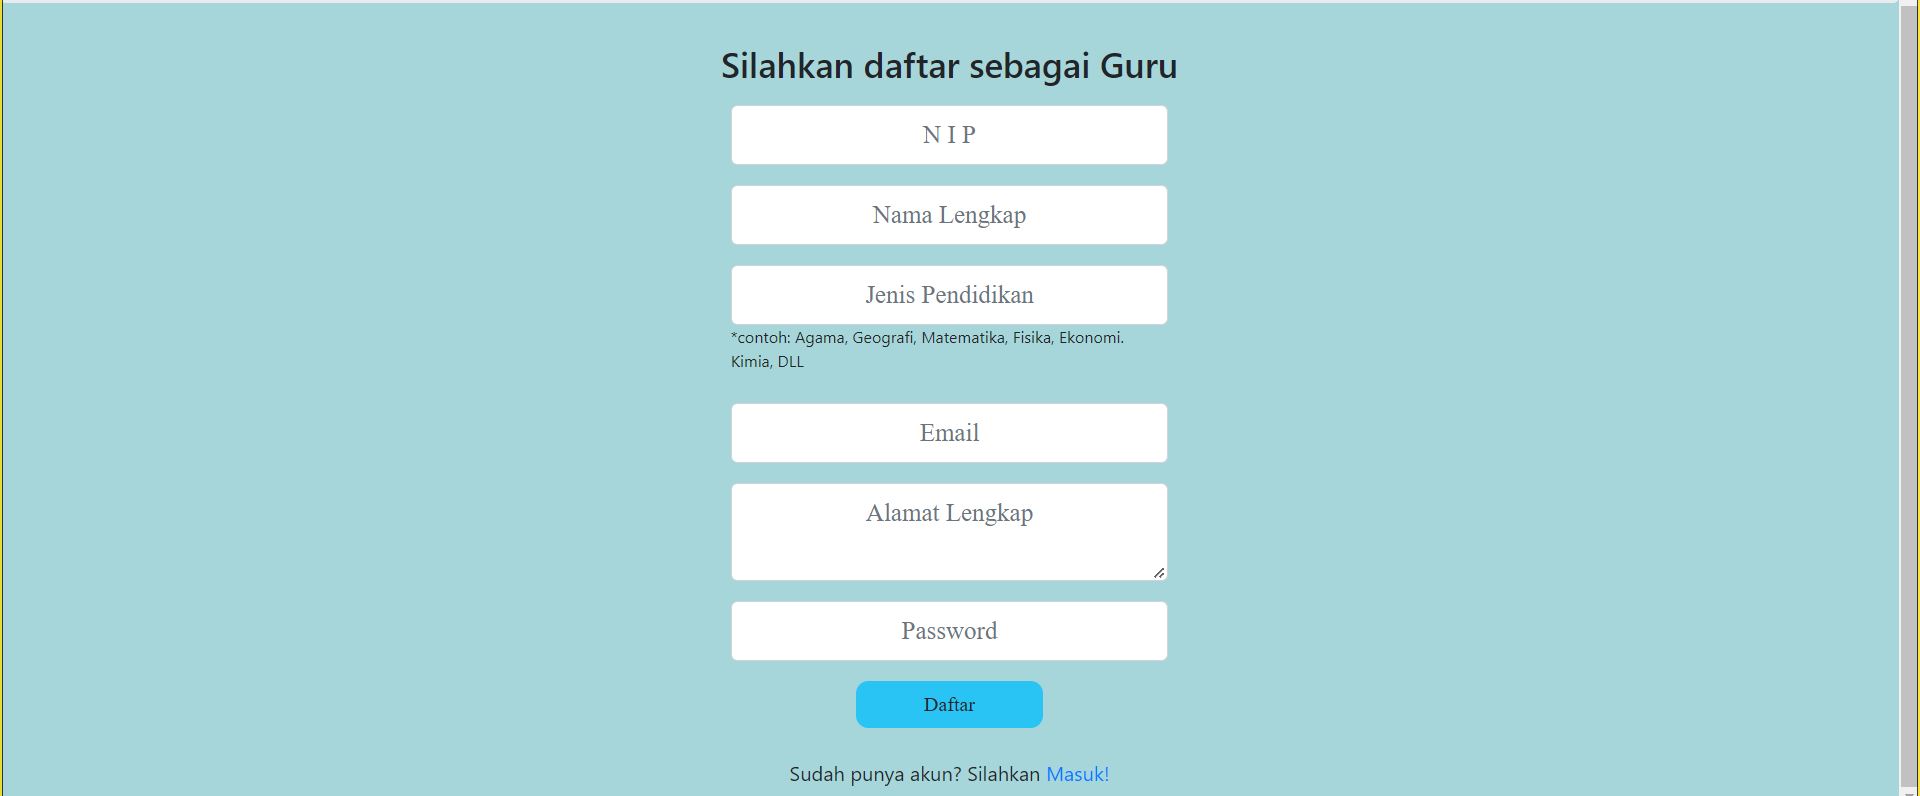 Silahkan daftar sebagai Guru
N I P
Nama Lengkap
Jenis Pendidikan
*contoh: Agama, Geografi, Matematika, Fisika, Ekonomi.
Kimia, DLL
Email
Alamat Lengkap
Password
Daftar
Sudah punya akun? Silahkan Masuk!